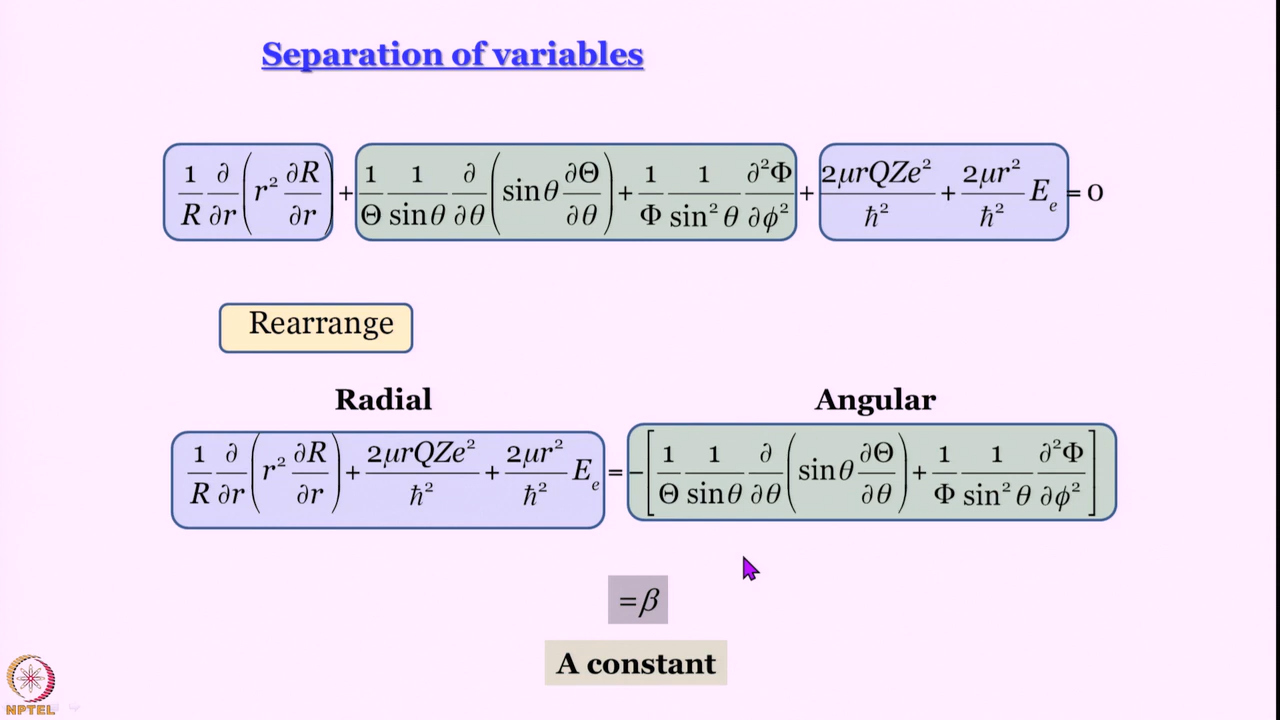 Separation of variables
1/R ∂/∂r (r² ∂R/∂r) + 1/Θ 1/sinθ ∂/∂θ (sinθ ∂Θ/∂θ) + 1/Φ 1/sin²θ ∂²Φ/∂ϕ² + 2μrQZe²/ħ² + 2μr²/ħ² Eₑ = 0
Rearrange
Radial Angular
1/R ∂/∂r (r² ∂R/∂r) + 2μrQZe²/ħ² + 2μr²/ħ² Eₑ = −[1/Θ 1/sinθ ∂/∂θ (sinθ ∂Θ/∂θ) + 1/Φ 1/sin²θ ∂²Φ/∂ϕ²]
=β
A constant
NPTEL